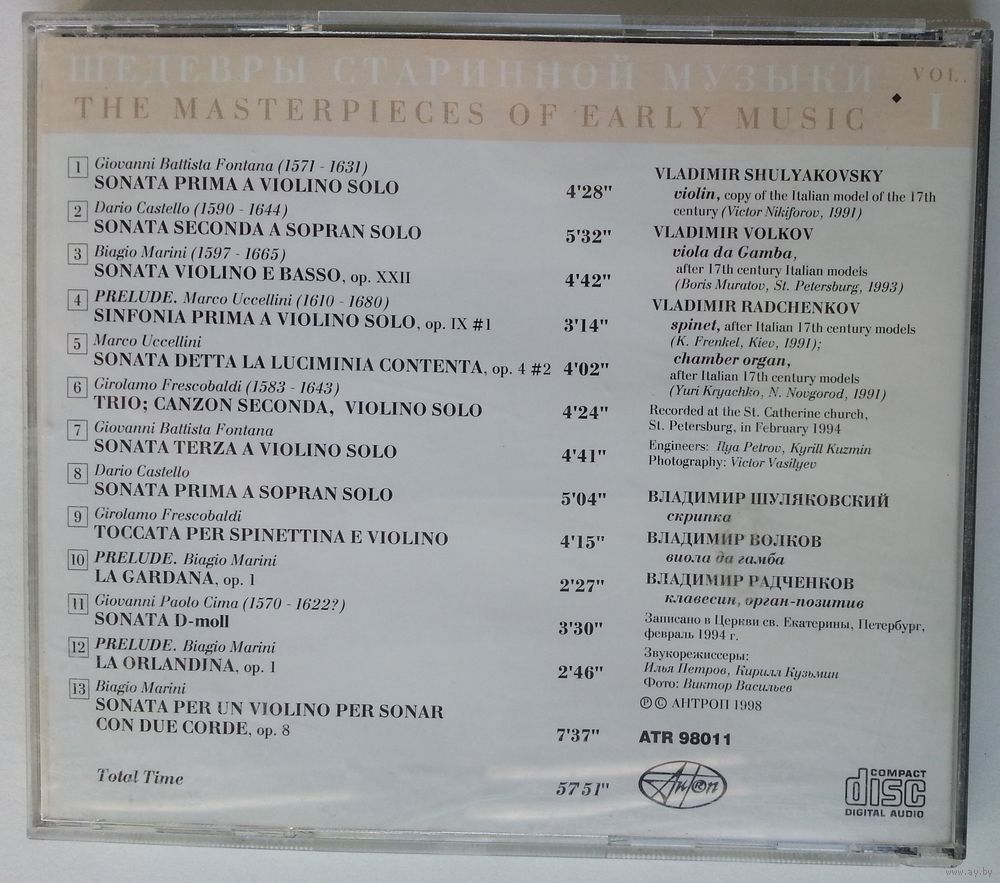 ШЕДЕВРЫ СТАРИННОЙ МУЗЫКИ
THE MASTERPIECES OF EARLY MUSIC
VOL.
I
1 Giovanni Battista Fontana (1571 - 1631)
SONATA PRIMA A VIOLINO SOLO 4'28"
2 Dario Castello (1590 - 1644)
SONATA SECONDA A SOPRAN SOLO 5'32"
3 Biagio Marini (1597 - 1665)
SONATA VIOLINO E BASSO, op. XXII 4'42"
4 PRELUDE. Marco Uccellini (1610 - 1680)
SINFONIA PRIMA A VIOLINO SOLO, op. IX #1 3'14"
5 Marco Uccellini
SONATA DETTA LA LUCIMINIA CONTENTA, op. 4 #2 4'02"
6 Girolamo Frescobaldi (1583 - 1643)
TRIO; CANZON SECONDA, VIOLINO SOLO 4'24"
7 Giovanni Battista Fontana
SONATA TERZA A VIOLINO SOLO 4'41"
8 Dario Castello
SONATA PRIMA A SOPRAN SOLO 5'04"
9 Girolamo Frescobaldi
TOCCATA PER SPINETTINA E VIOLINO 4'15"
10 PRELUDE. Biagio Marini
LA GARDANA, op. 1 2'27"
11 Giovanni Paolo Cima (1570 - 1622?)
SONATA D-moll 3'30"
12 PRELUDE. Biagio Marini
LA ORLANDINA, op. 1 2'46"
13 Biagio Marini
SONATA PER UN VIOLINO PER SONAR
CON DUE CORDE, op. 8 7'37"
Total Time 57'51"
VLADIMIR SHULYAKOVSKY
violin, copy of the Italian model of the 17th
century (Victor Nikiforov, 1991)
VLADIMIR VOLKOV
viola da Gamba,
after 17th century Italian models
(Boris Muratov, St. Petersburg, 1993)
VLADIMIR RADCHENKOV
spinet, after Italian 17th century models
(K. Frenkel, Kiev, 1991);
chamber organ,
after Italian 17th century models
(Yuri Kryachko, N. Novgorod, 1991)
Recorded at the St. Catherine church,
St. Petersburg, in February 1994
Engineers: Ilya Petrov, Kyrill Kuzmin
Photography: Victor Vasilyev
ВЛАДИМИР ШУЛЯКОВСКИЙ
скрипка
ВЛАДИМИР ВОЛКОВ
виола да гамба
ВЛАДИМИР РАДЧЕНКОВ
клавесин, орган-позитив
Записано в Церкви св. Екатерины, Петербург,
февраль 1994 г.
Звукорежиссеры:
Илья Петров, Кирилл Кузьмин
Фото: Виктор Васильев
℗ © АНТРОП 1998
ATR 98011
COMPACT
disc
DIGITAL AUDIO
www.ay.by